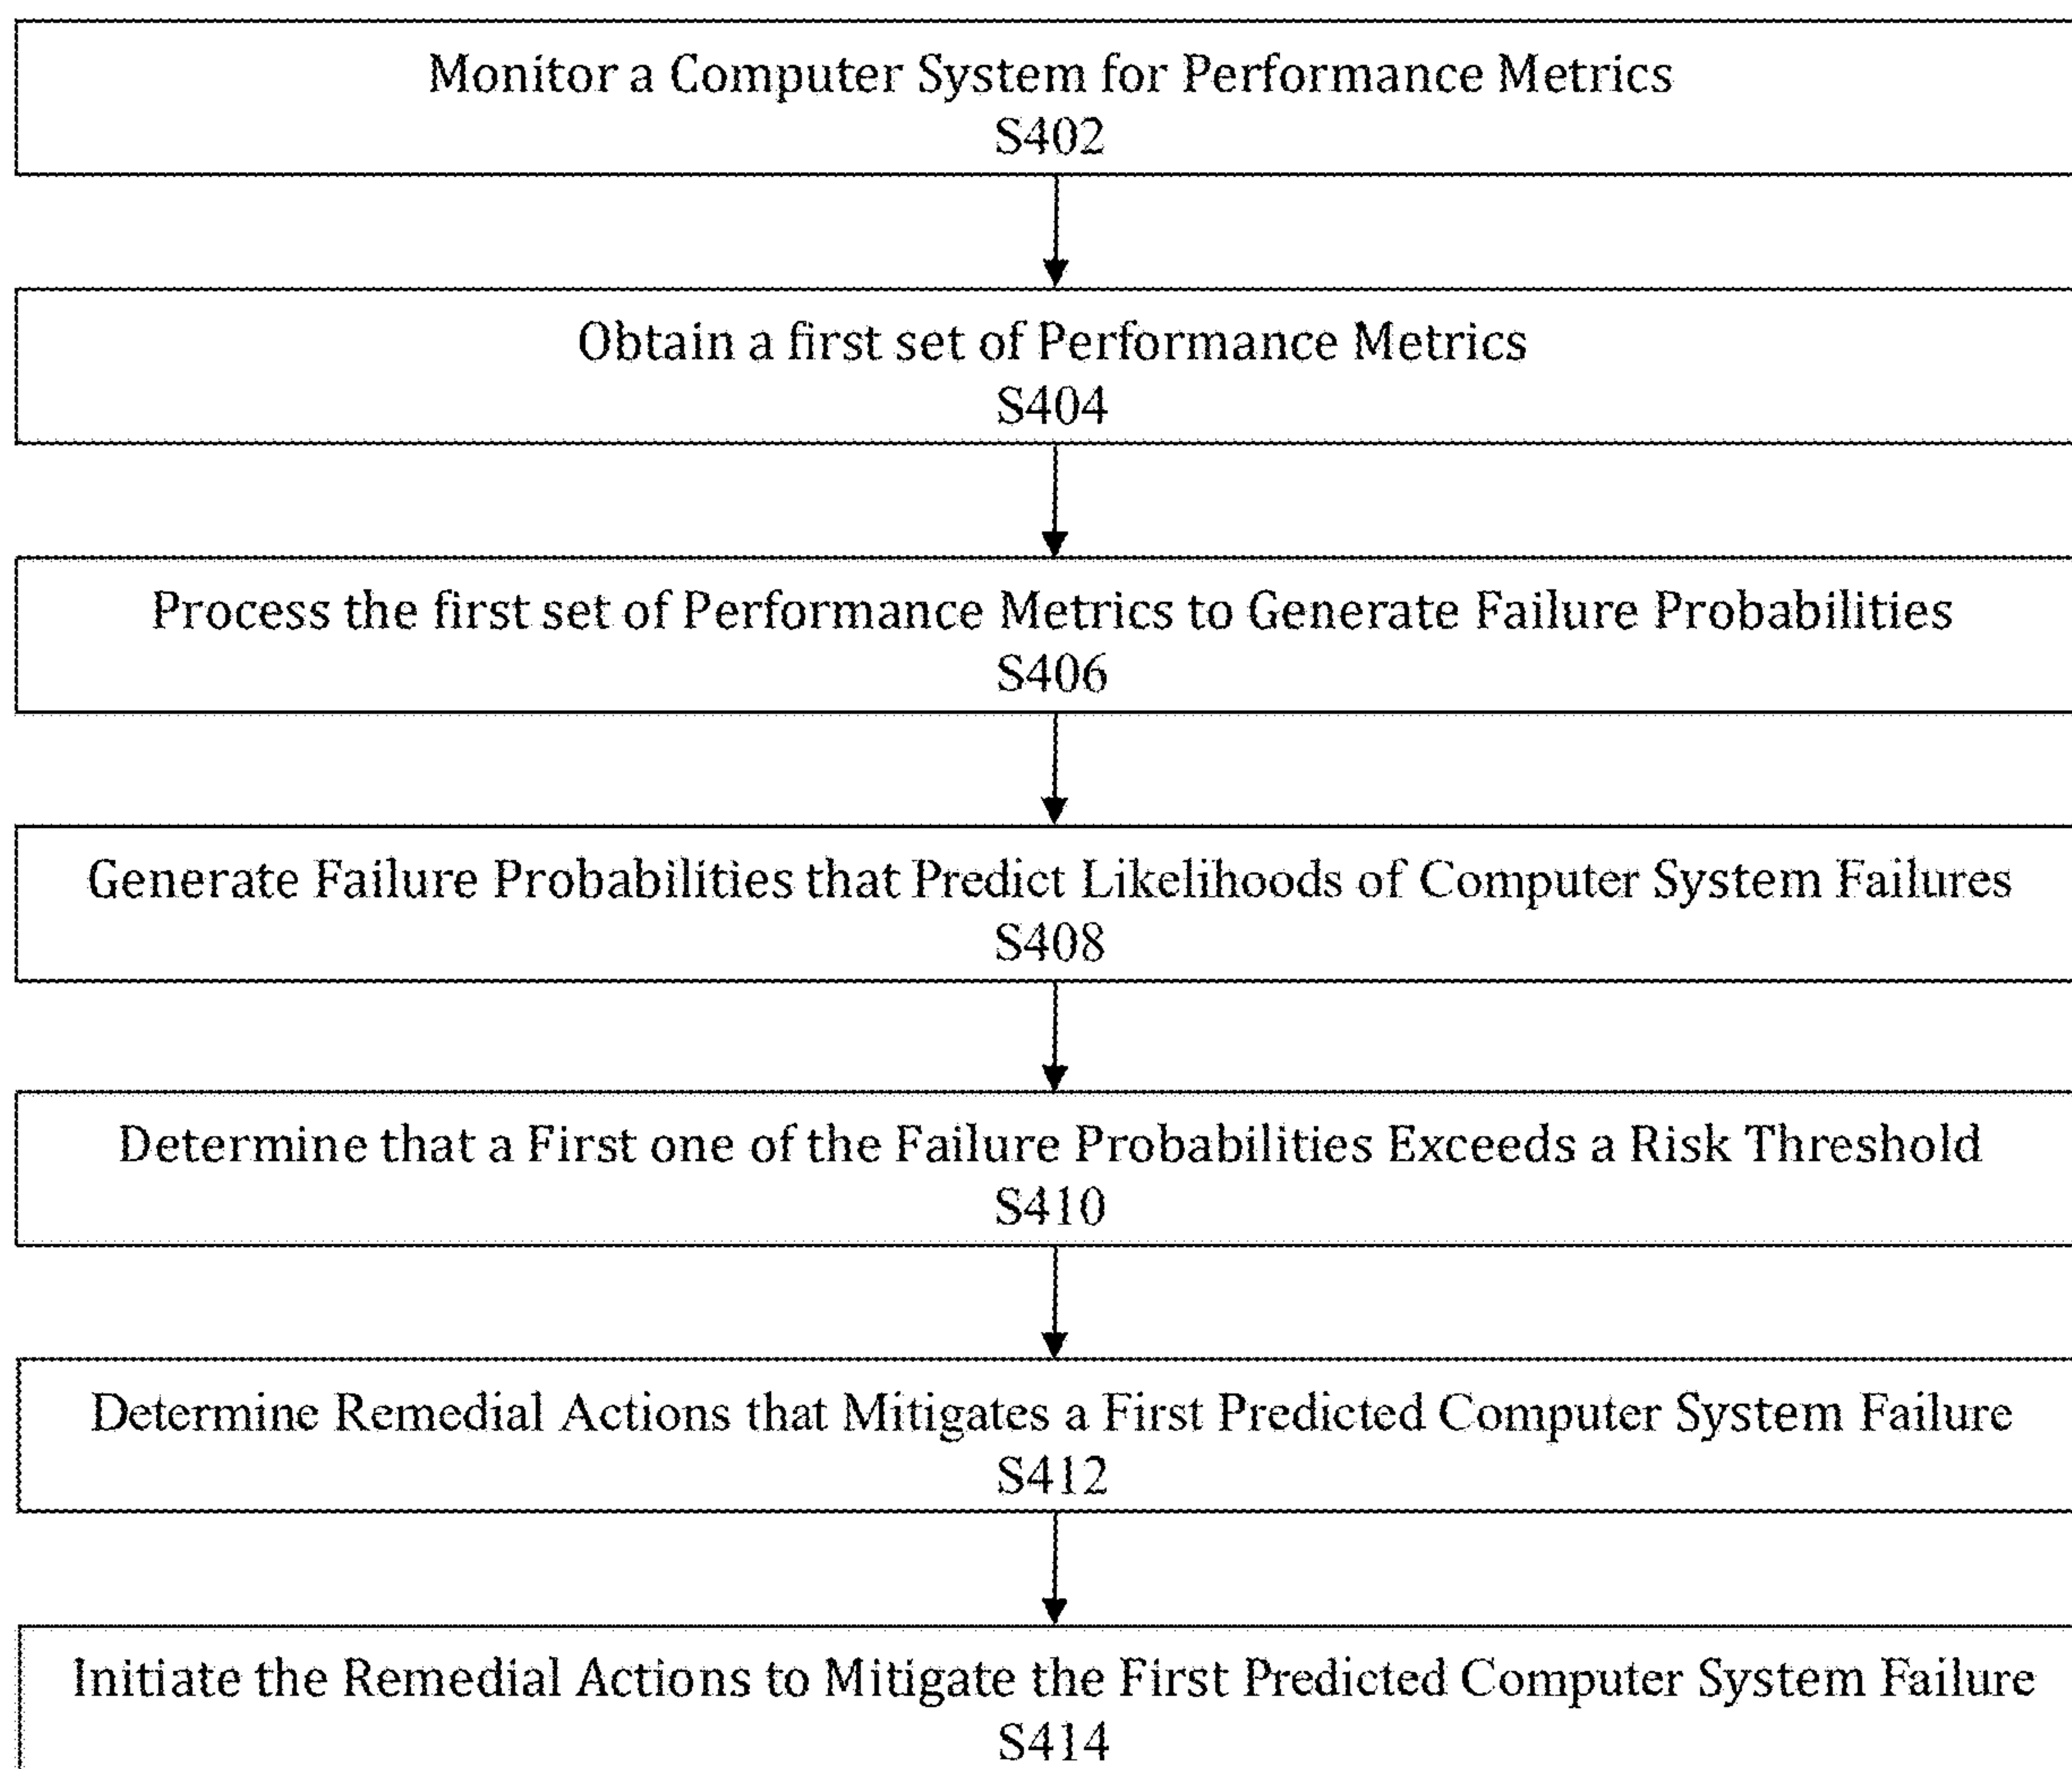 Monitor a Computer System for Performance Metrics
S402
Obtain a first set of Performance Metrics
S404
Process the first set of Performance Metrics to Generate Failure Probabilities
S406
Generate Failure Probabilities that Predict Likelihoods of Computer System Failures
S408
Determine that a First one of the Failure Probabilities Exceeds a Risk Threshold
S410
Determine Remedial Actions that Mitigates a First Predicted Computer System Failure
S412
Initiate the Remedial Actions to Mitigate the First Predicted Computer System Failure
S414